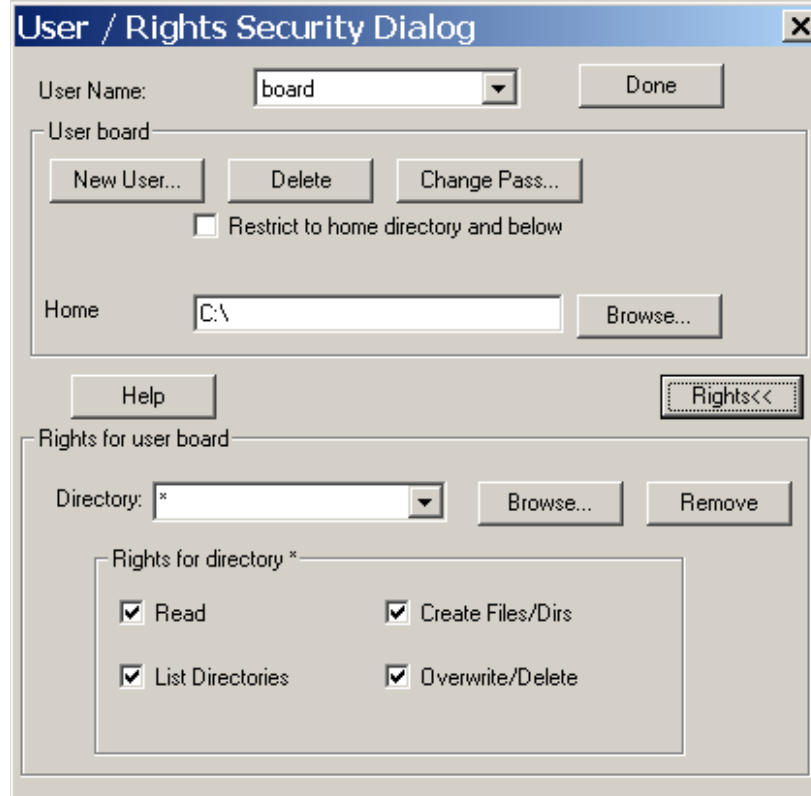 User / Rights Security Dialog
User Name: board Done
User board
New User... Delete Change Pass...
Restrict to home directory and below
Home C:\ Browse...
Help Rights<<
Rights for user board
Directory: * Browse... Remove
Rights for directory *
Read Create Files/Dirs
List Directories Overwrite/Delete